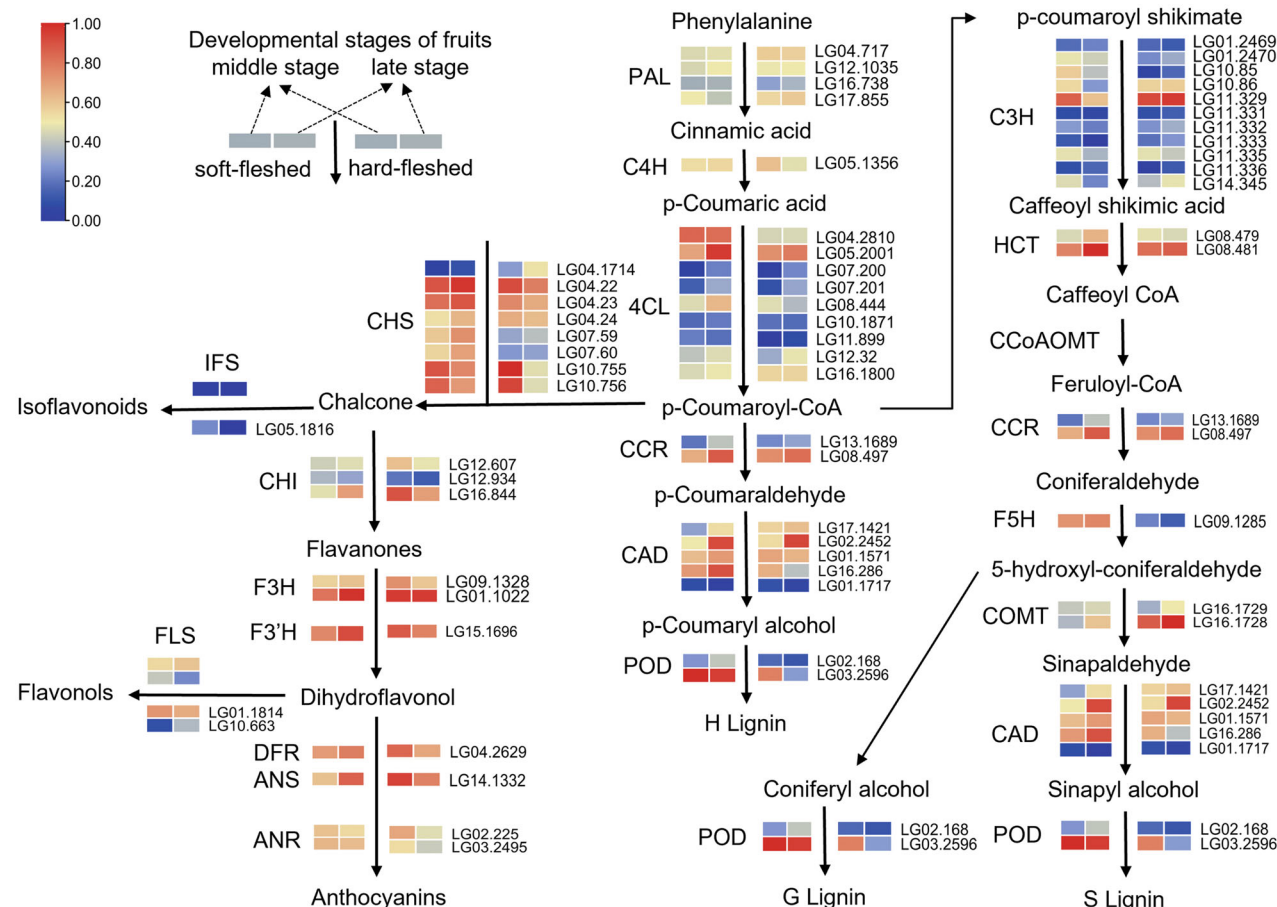 1.00
0.80
0.60
0.40
0.20
0.00
Developmental stages of fruits
middle stage
late stage
soft-fleshed
hard-fleshed
Phenylalanine
PAL
LG04.717
LG12.1035
LG16.738
LG17.855
Cinnamic acid
C4H
LG05.1356
p-Coumaric acid
4CL
LG04.2810
LG05.2001
LG07.200
LG07.201
LG08.444
LG10.1871
LG11.899
LG12.32
LG16.1800
p-Coumaroyl-CoA
CHS
LG04.1714
LG04.22
LG04.23
LG04.24
LG07.59
LG07.60
LG10.755
LG10.756
Chalcone
IFS
LG05.1816
Isoflavonoids
CHI
LG12.607
LG12.934
LG16.844
Flavanones
F3H
LG09.1328
LG01.1022
F3'H
LG15.1696
Dihydroflavonol
FLS
LG01.1814
LG10.663
Flavonols
DFR
LG04.2629
ANS
LG14.1332
ANR
LG02.225
LG03.2495
Anthocyanins
CCR
LG13.1689
LG08.497
p-Coumaraldehyde
CAD
LG17.1421
LG02.2452
LG01.1571
LG16.286
LG01.1717
p-Coumaryl alcohol
POD
LG02.168
LG03.2596
H Lignin
p-coumaroyl shikimate
C3H
LG01.2469
LG01.2470
LG10.85
LG10.86
LG11.329
LG11.331
LG11.332
LG11.333
LG11.335
LG11.336
LG14.345
Caffeoyl shikimic acid
HCT
LG08.479
LG08.481
Caffeoyl CoA
CCoAOMT
Feruloyl-CoA
CCR
LG13.1689
LG08.497
Coniferaldehyde
F5H
LG09.1285
5-hydroxyl-coniferaldehyde
COMT
LG16.1729
LG16.1728
Sinapaldehyde
CAD
LG17.1421
LG02.2452
LG01.1571
LG16.286
LG01.1717
Coniferyl alcohol
POD
LG02.168
LG03.2596
G Lignin
Sinapyl alcohol
POD
LG02.168
LG03.2596
S Lignin